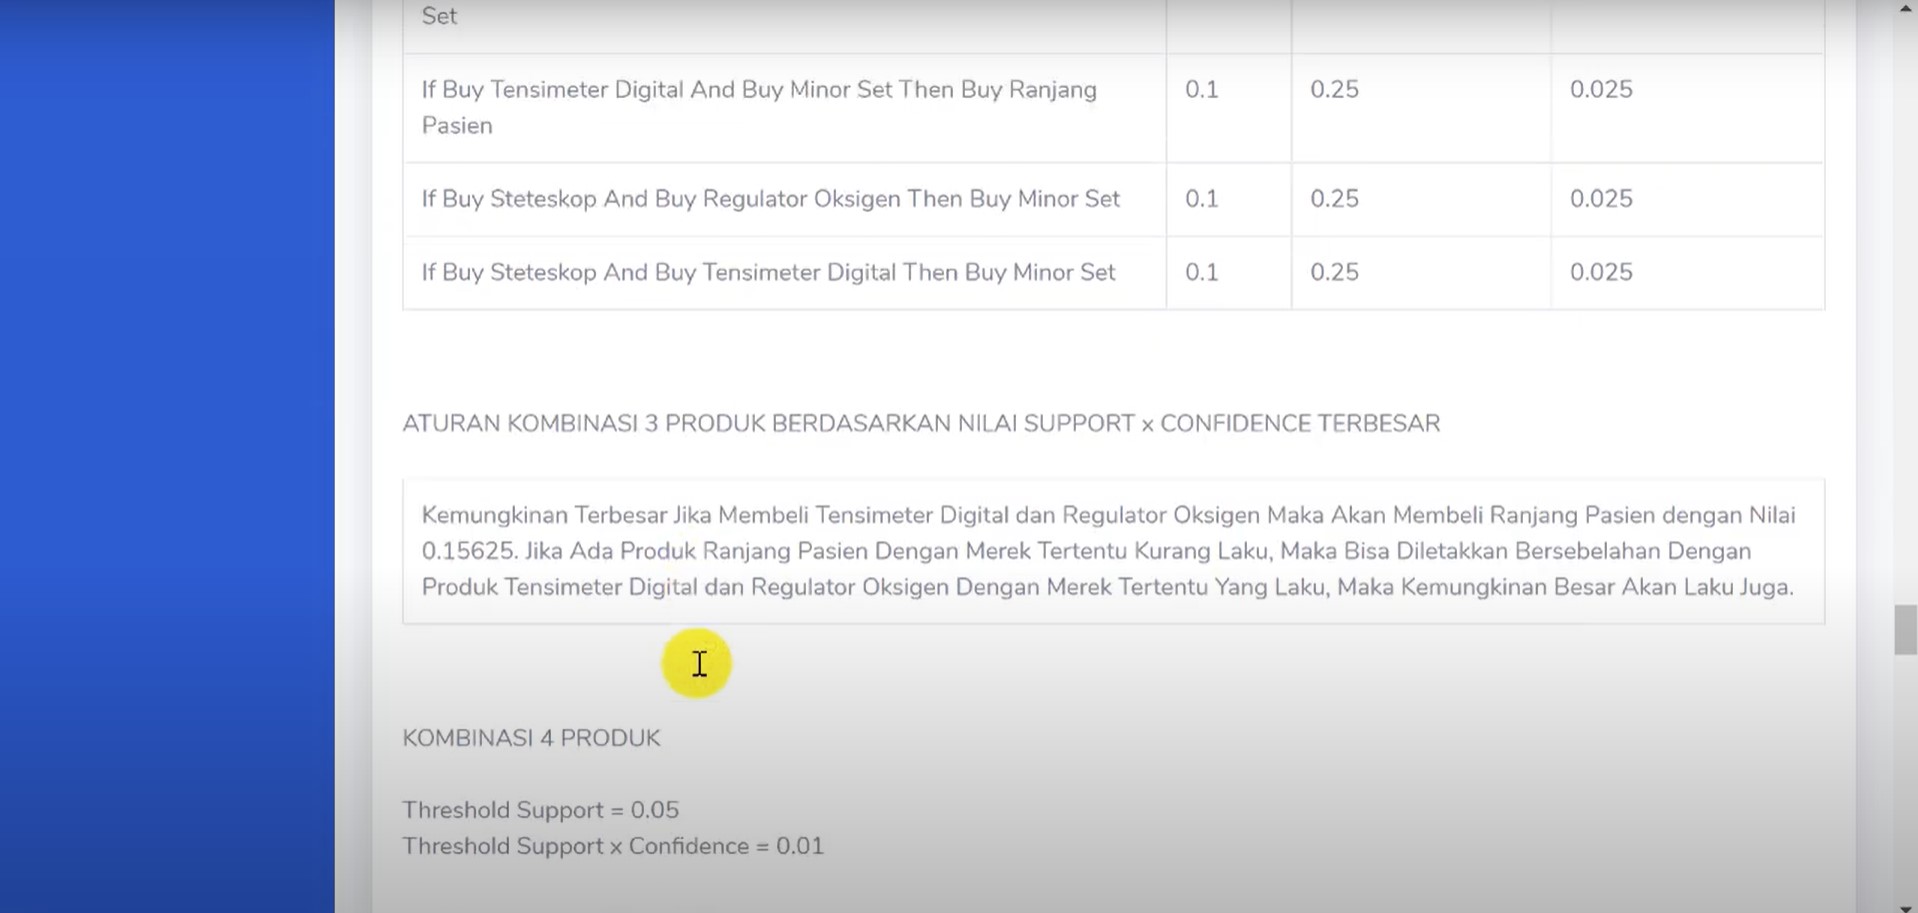 Set
If Buy Tensimeter Digital And Buy Minor Set Then Buy Ranjang
Pasien
0.1
0.25
0.025
If Buy Steteskop And Buy Regulator Oksigen Then Buy Minor Set
0.1
0.25
0.025
If Buy Steteskop And Buy Tensimeter Digital Then Buy Minor Set
0.1
0.25
0.025
ATURAN KOMBINASI 3 PRODUK BERDASARKAN NILAI SUPPORT x CONFIDENCE TERBESAR
Kemungkinan Terbesar Jika Membeli Tensimeter Digital dan Regulator Oksigen Maka Akan Membeli Ranjang Pasien dengan Nilai
0.15625. Jika Ada Produk Ranjang Pasien Dengan Merek Tertentu Kurang Laku, Maka Bisa Diletakkan Bersebelahan Dengan
Produk Tensimeter Digital dan Regulator Oksigen Dengan Merek Tertentu Yang Laku, Maka Kemungkinan Besar Akan Laku Juga.
KOMBINASI 4 PRODUK
Threshold Support = 0.05
Threshold Support x Confidence = 0.01